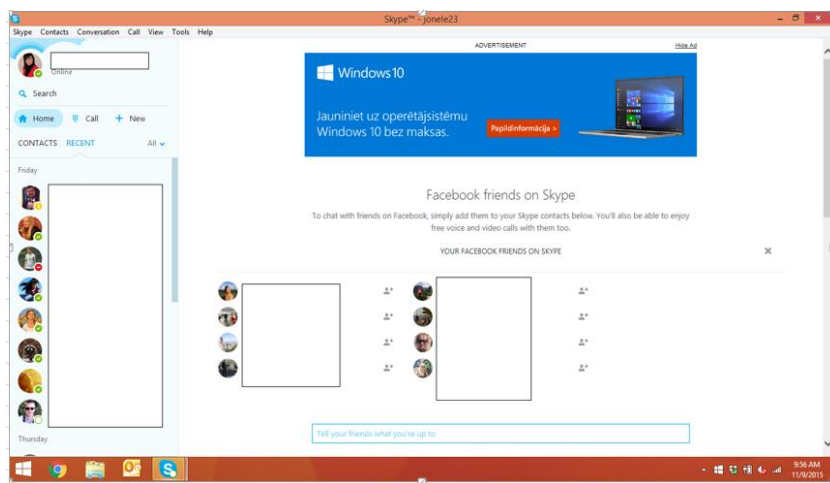 Skype™ - jonele23
Skype Contacts Conversation Call View Tools Help
ADVERTISEMENT Hide Ad
Online
Windows 10
Search
Jauniniet uz operētājsistēmu
Windows 10 bez maksas.
Papildinformācija >
Home Call + New
CONTACTS RECENT All
Friday
Facebook friends on Skype
To chat with friends on Facebook, simply add them to your Skype contacts below. You'll also be able to enjoy
free voice and video calls with them too.
YOUR FACEBOOK FRIENDS ON SKYPE
Tell your friends what you're up to
Thursday
9:56 AM
11/9/2015